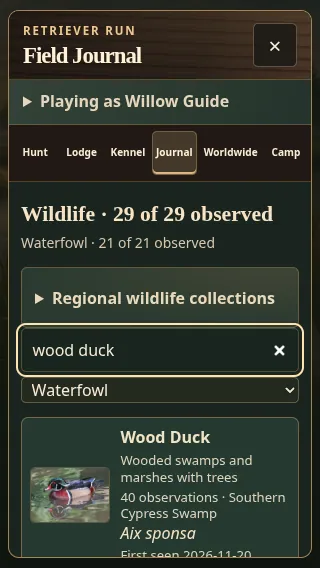 RETRIEVER RUN
Field Journal
×
▶ Playing as Willow Guide
Hunt Lodge Kennel Journal Worldwide Camp
Wildlife · 29 of 29 observed
Waterfowl · 21 of 21 observed
▶ Regional wildlife collections
wood duck ×
Waterfowl
Wood Duck
Wooded swamps and
marshes with trees
40 observations · Southern
Cypress Swamp
Aix sponsa
First seen 2026-11-20